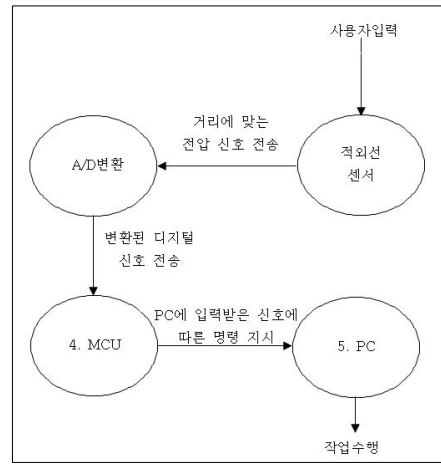 사용자입력
거리에 맞는
전압 신호 전송
적외선
센서
A/D변환
변환된 디지털
신호 전송
PC에 입력받은 신호에
따른 명령 지시
4. MCU
5. PC
작업수행